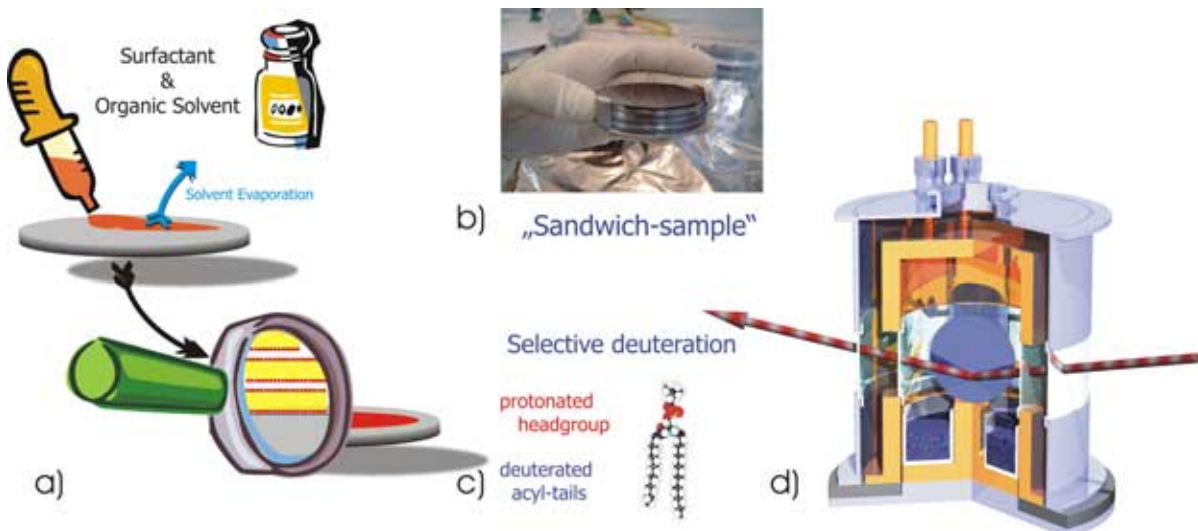 Surfactant
&
Organic Solvent
Solvent Evaporation
a)
b)
„Sandwich-sample“
Selective deuteration
protonated
headgroup
deuterated
acyl-tails
c)
d)